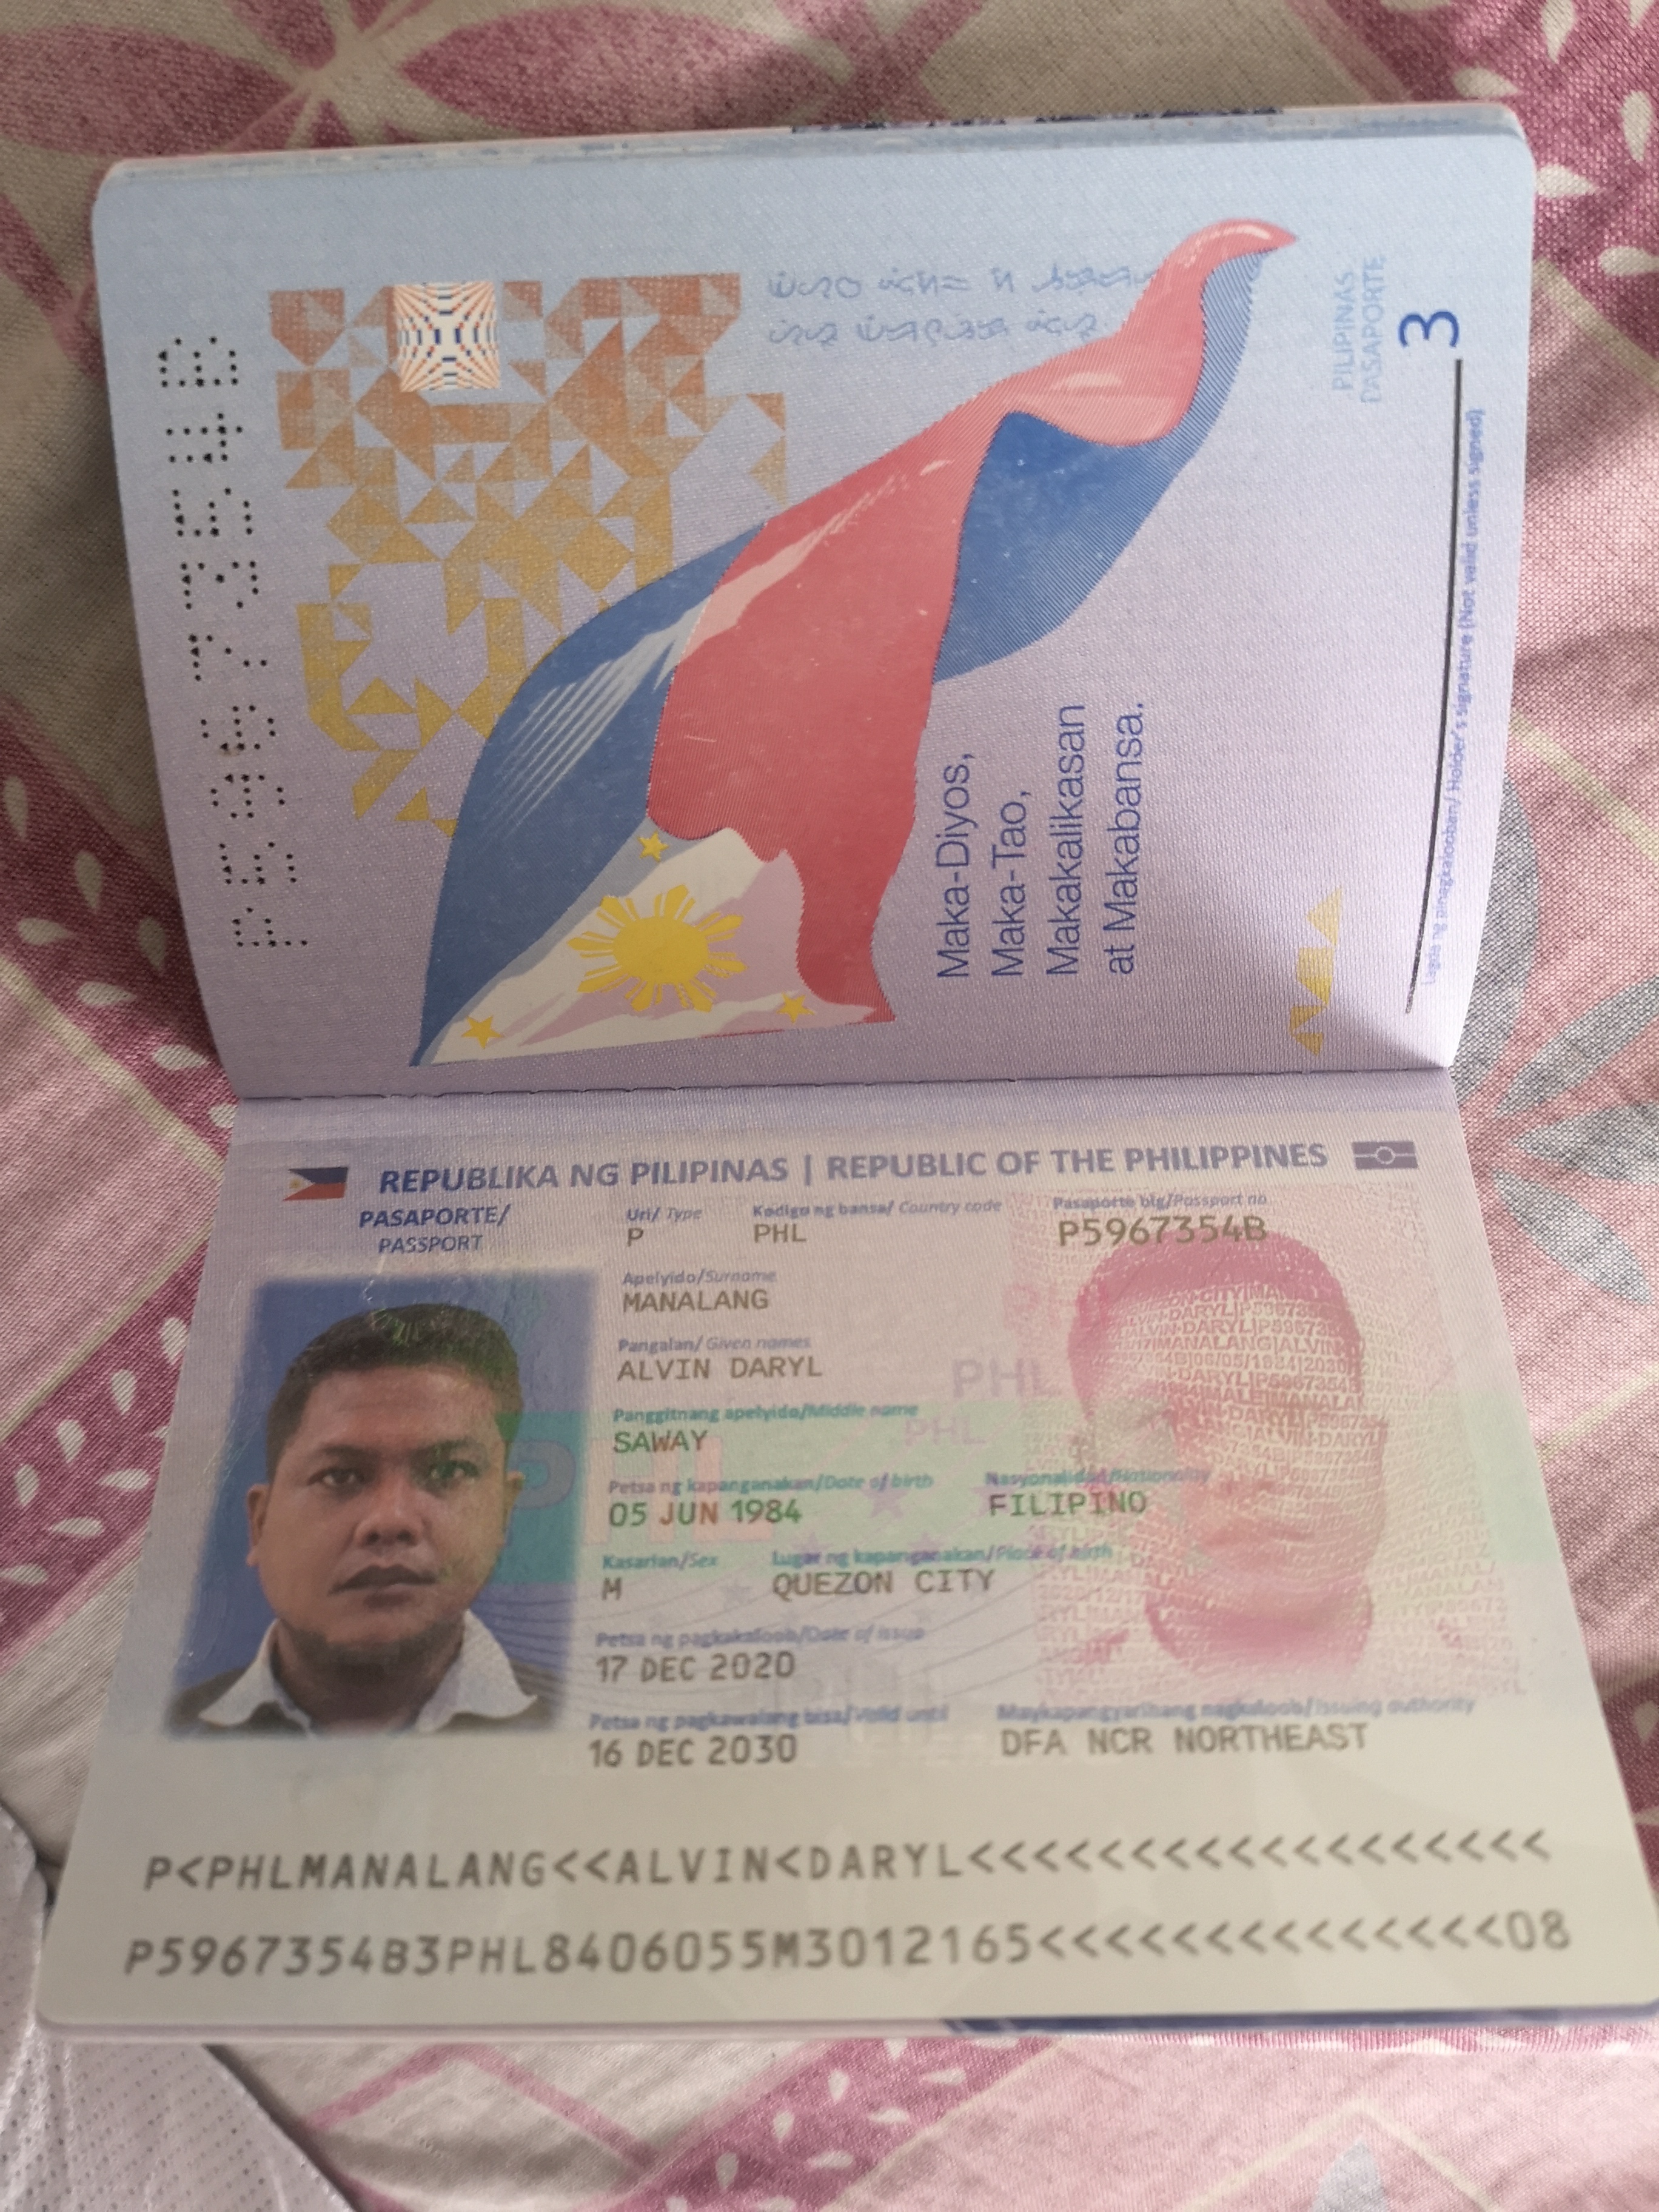 P5967354B
PILIPINAS
PASAPORTE
3
Maka-Diyos,
Maka-Tao,
Makakalikasan
at Makabansa.
Lagda ng pinagkalooban/ Holder's signature (Not valid unless signed)
REPUBLIKA NG PILIPINAS | REPUBLIC OF THE PHILIPPINES
PASAPORTE/
PASSPORT
Uri/ Type
Kodigo ng bansa/ Country code
Pasaporte blg/Passport no.
P
PHL
P5967354B
Apelyido/Surname
MANALANG
Pangalan/ Given names
ALVIN DARYL
PHL
Panggitnang apelyido/Middle name
SAWAY
PHL
PHL
Petsa ng kapanganakan/Date of birth
Nasyonalidad/Nationality
05 JUN 1984
FILIPINO
Kasarian/Sex
Lugar ng kapanganakan/Place of birth
M
QUEZON CITY
Petsa ng pagkakaloob/Date of issue
17 DEC 2020
Petsa ng pagkawalang bisa/Valid until
Maykapangyarihang nagkaloob/Issuing authority
16 DEC 2030
DFA NCR NORTHEAST
P<PHLMANALANG<<ALVIN<DARYL<<<<<<<<<<<<<<<<<<
P5967354B3PHL8406055M3012165<<<<<<<<<<<<<<08